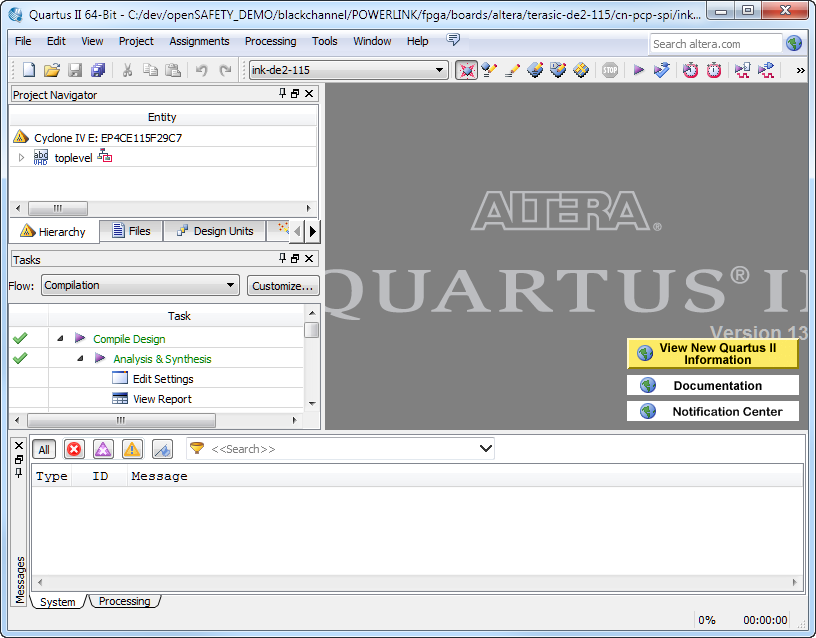 Quartus II 64-Bit - C:/dev/openSAFETY_DEMO/blackchannel/POWERLINK/fpga/boards/altera/terasic-de2-115/cn-pcp-spi/ink...
File Edit View Project Assignments Processing Tools Window Help
Search altera.com
ink-de2-115
STOP
»
Project Navigator
Entity
Cyclone IV E: EP4CE115F29C7
abd VHD toplevel
Hierarchy Files Design Units
Tasks
Flow: Compilation Customize...
Task
Compile Design
Analysis & Synthesis
Edit Settings
View Report
ALTERA®
QUARTUS® I
Version 13
View New Quartus II
Information
Documentation
Notification Center
All <<Search>>
Type ID Message
Messages
System Processing
0% 00:00:00